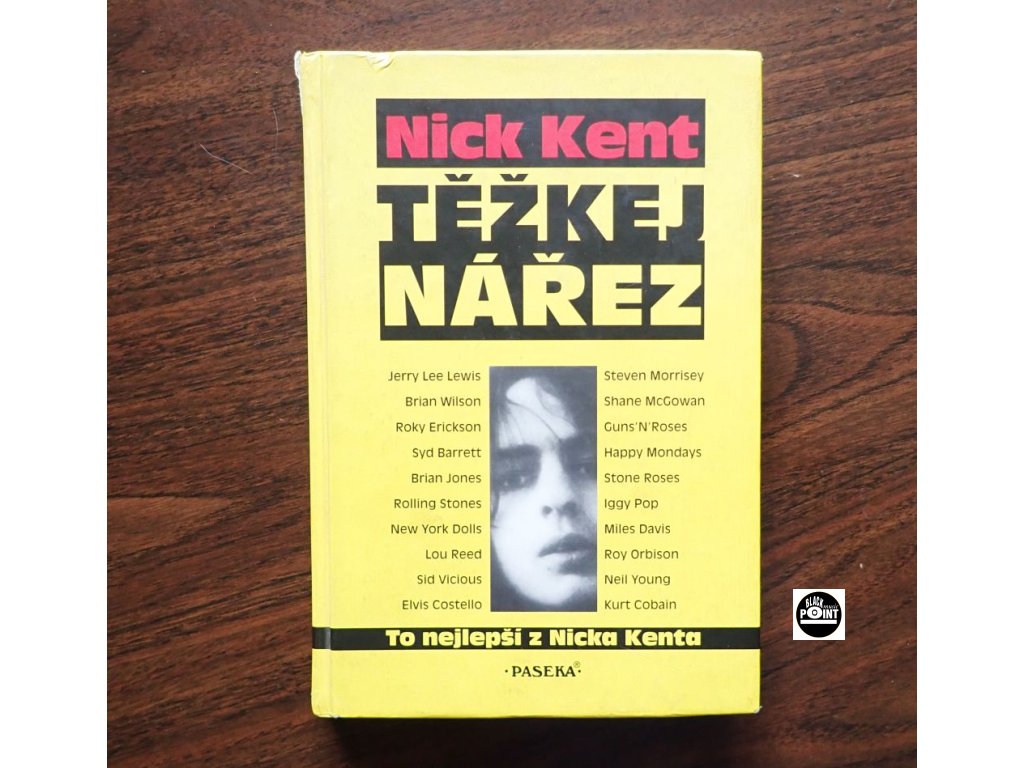 Nick Kent
TĚŽKEJ
NÁŘEZ
Jerry Lee Lewis
Brian Wilson
Roky Erickson
Syd Barrett
Brian Jones
Rolling Stones
New York Dolls
Lou Reed
Sid Vicious
Elvis Costello
Steven Morrisey
Shane McGowan
Guns'N'Roses
Happy Mondays
Stone Roses
Iggy Pop
Miles Davis
Roy Orbison
Neil Young
Kurt Cobain
To nejlepší z Nicka Kenta
·PASEKA®·
BLACK
music
POINT